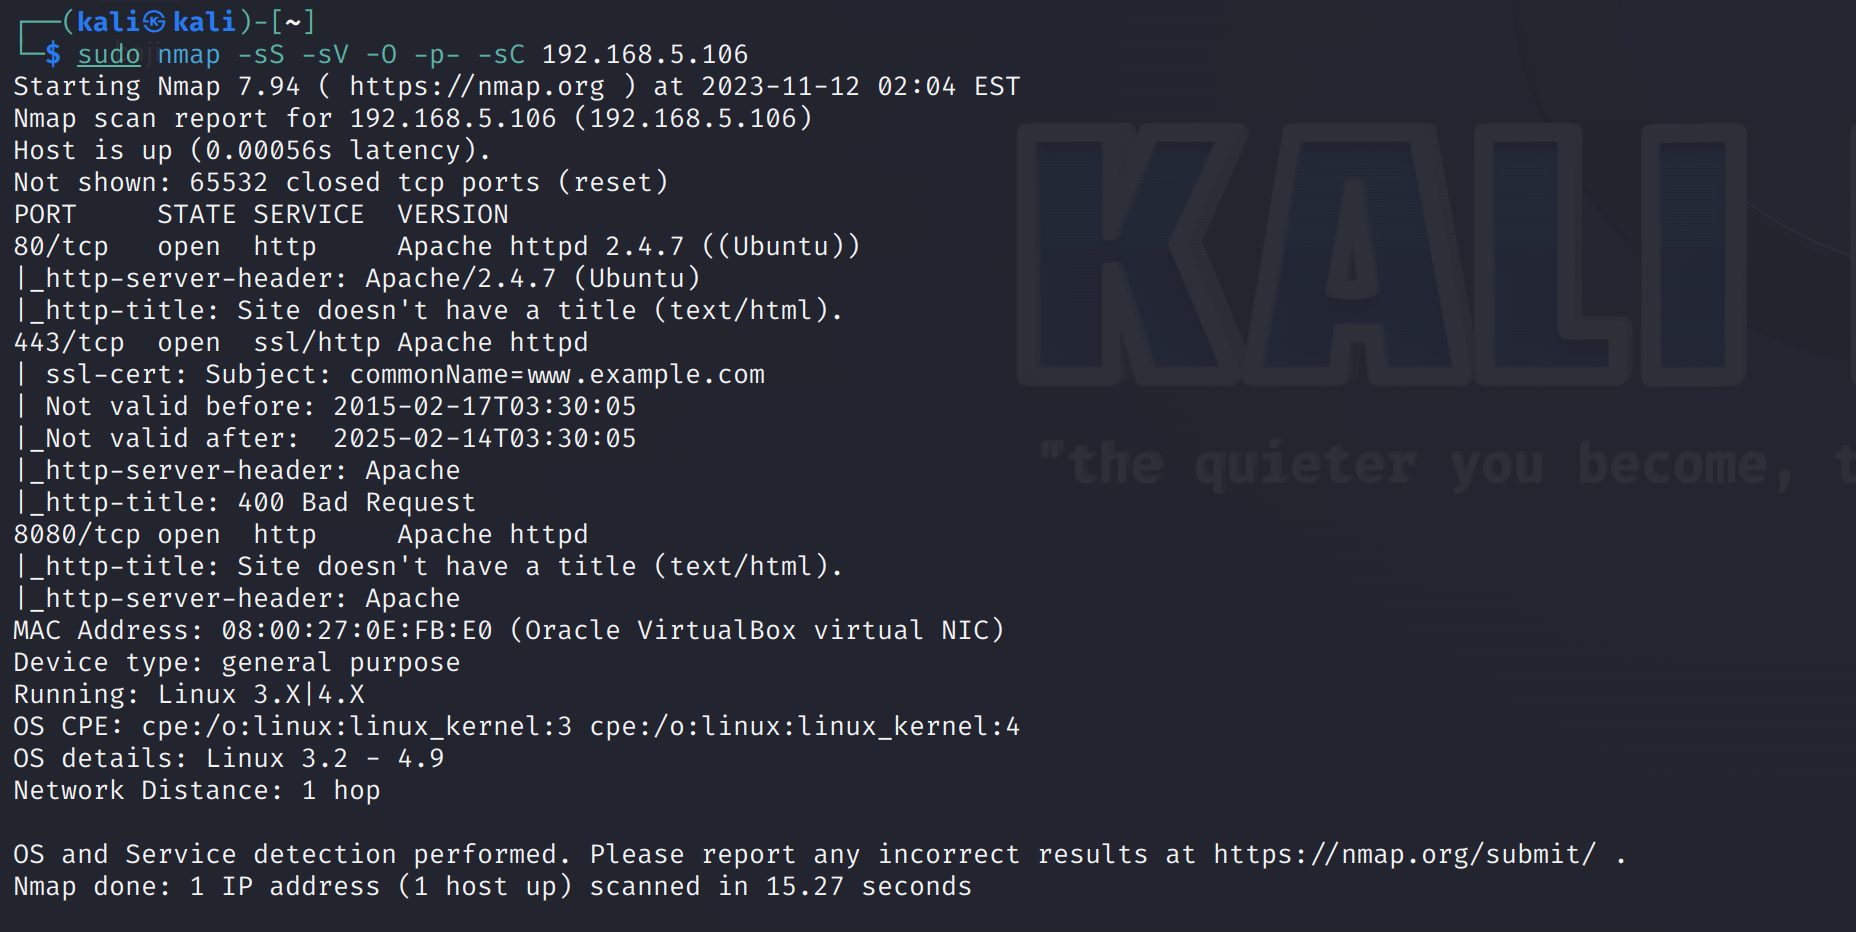 ┌──(kali㉿kali)-[~]
└─$ sudo nmap -sS -sV -O -p- -sC 192.168.5.106
Starting Nmap 7.94 ( https://nmap.org ) at 2023-11-12 02:04 EST
Nmap scan report for 192.168.5.106 (192.168.5.106)
Host is up (0.00056s latency).
Not shown: 65532 closed tcp ports (reset)
PORT     STATE SERVICE  VERSION
80/tcp   open  http     Apache httpd 2.4.7 ((Ubuntu))
|_http-server-header: Apache/2.4.7 (Ubuntu)
|_http-title: Site doesn't have a title (text/html).
443/tcp  open  ssl/http Apache httpd
| ssl-cert: Subject: commonName=www.example.com
| Not valid before: 2015-02-17T03:30:05
|_Not valid after:  2025-02-14T03:30:05
|_http-server-header: Apache
|_http-title: 400 Bad Request
8080/tcp open  http     Apache httpd
|_http-title: Site doesn't have a title (text/html).
|_http-server-header: Apache
MAC Address: 08:00:27:0E:FB:E0 (Oracle VirtualBox virtual NIC)
Device type: general purpose
Running: Linux 3.X|4.X
OS CPE: cpe:/o:linux:linux_kernel:3 cpe:/o:linux:linux_kernel:4
OS details: Linux 3.2 - 4.9
Network Distance: 1 hop

OS and Service detection performed. Please report any incorrect results at https://nmap.org/submit/ .
Nmap done: 1 IP address (1 host up) scanned in 15.27 seconds
KALI
"the quieter you become,